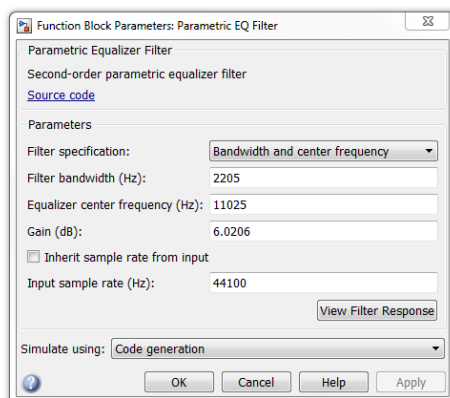 Function Block Parameters: Parametric EQ Filter
Parametric Equalizer Filter
Second-order parametric equalizer filter
Source code
Parameters
Filter specification: Bandwidth and center frequency
Filter bandwidth (Hz): 2205
Equalizer center frequency (Hz): 11025
Gain (dB): 6.0206
Inherit sample rate from input
Input sample rate (Hz): 44100
View Filter Response
Simulate using: Code generation
? OK Cancel Help Apply